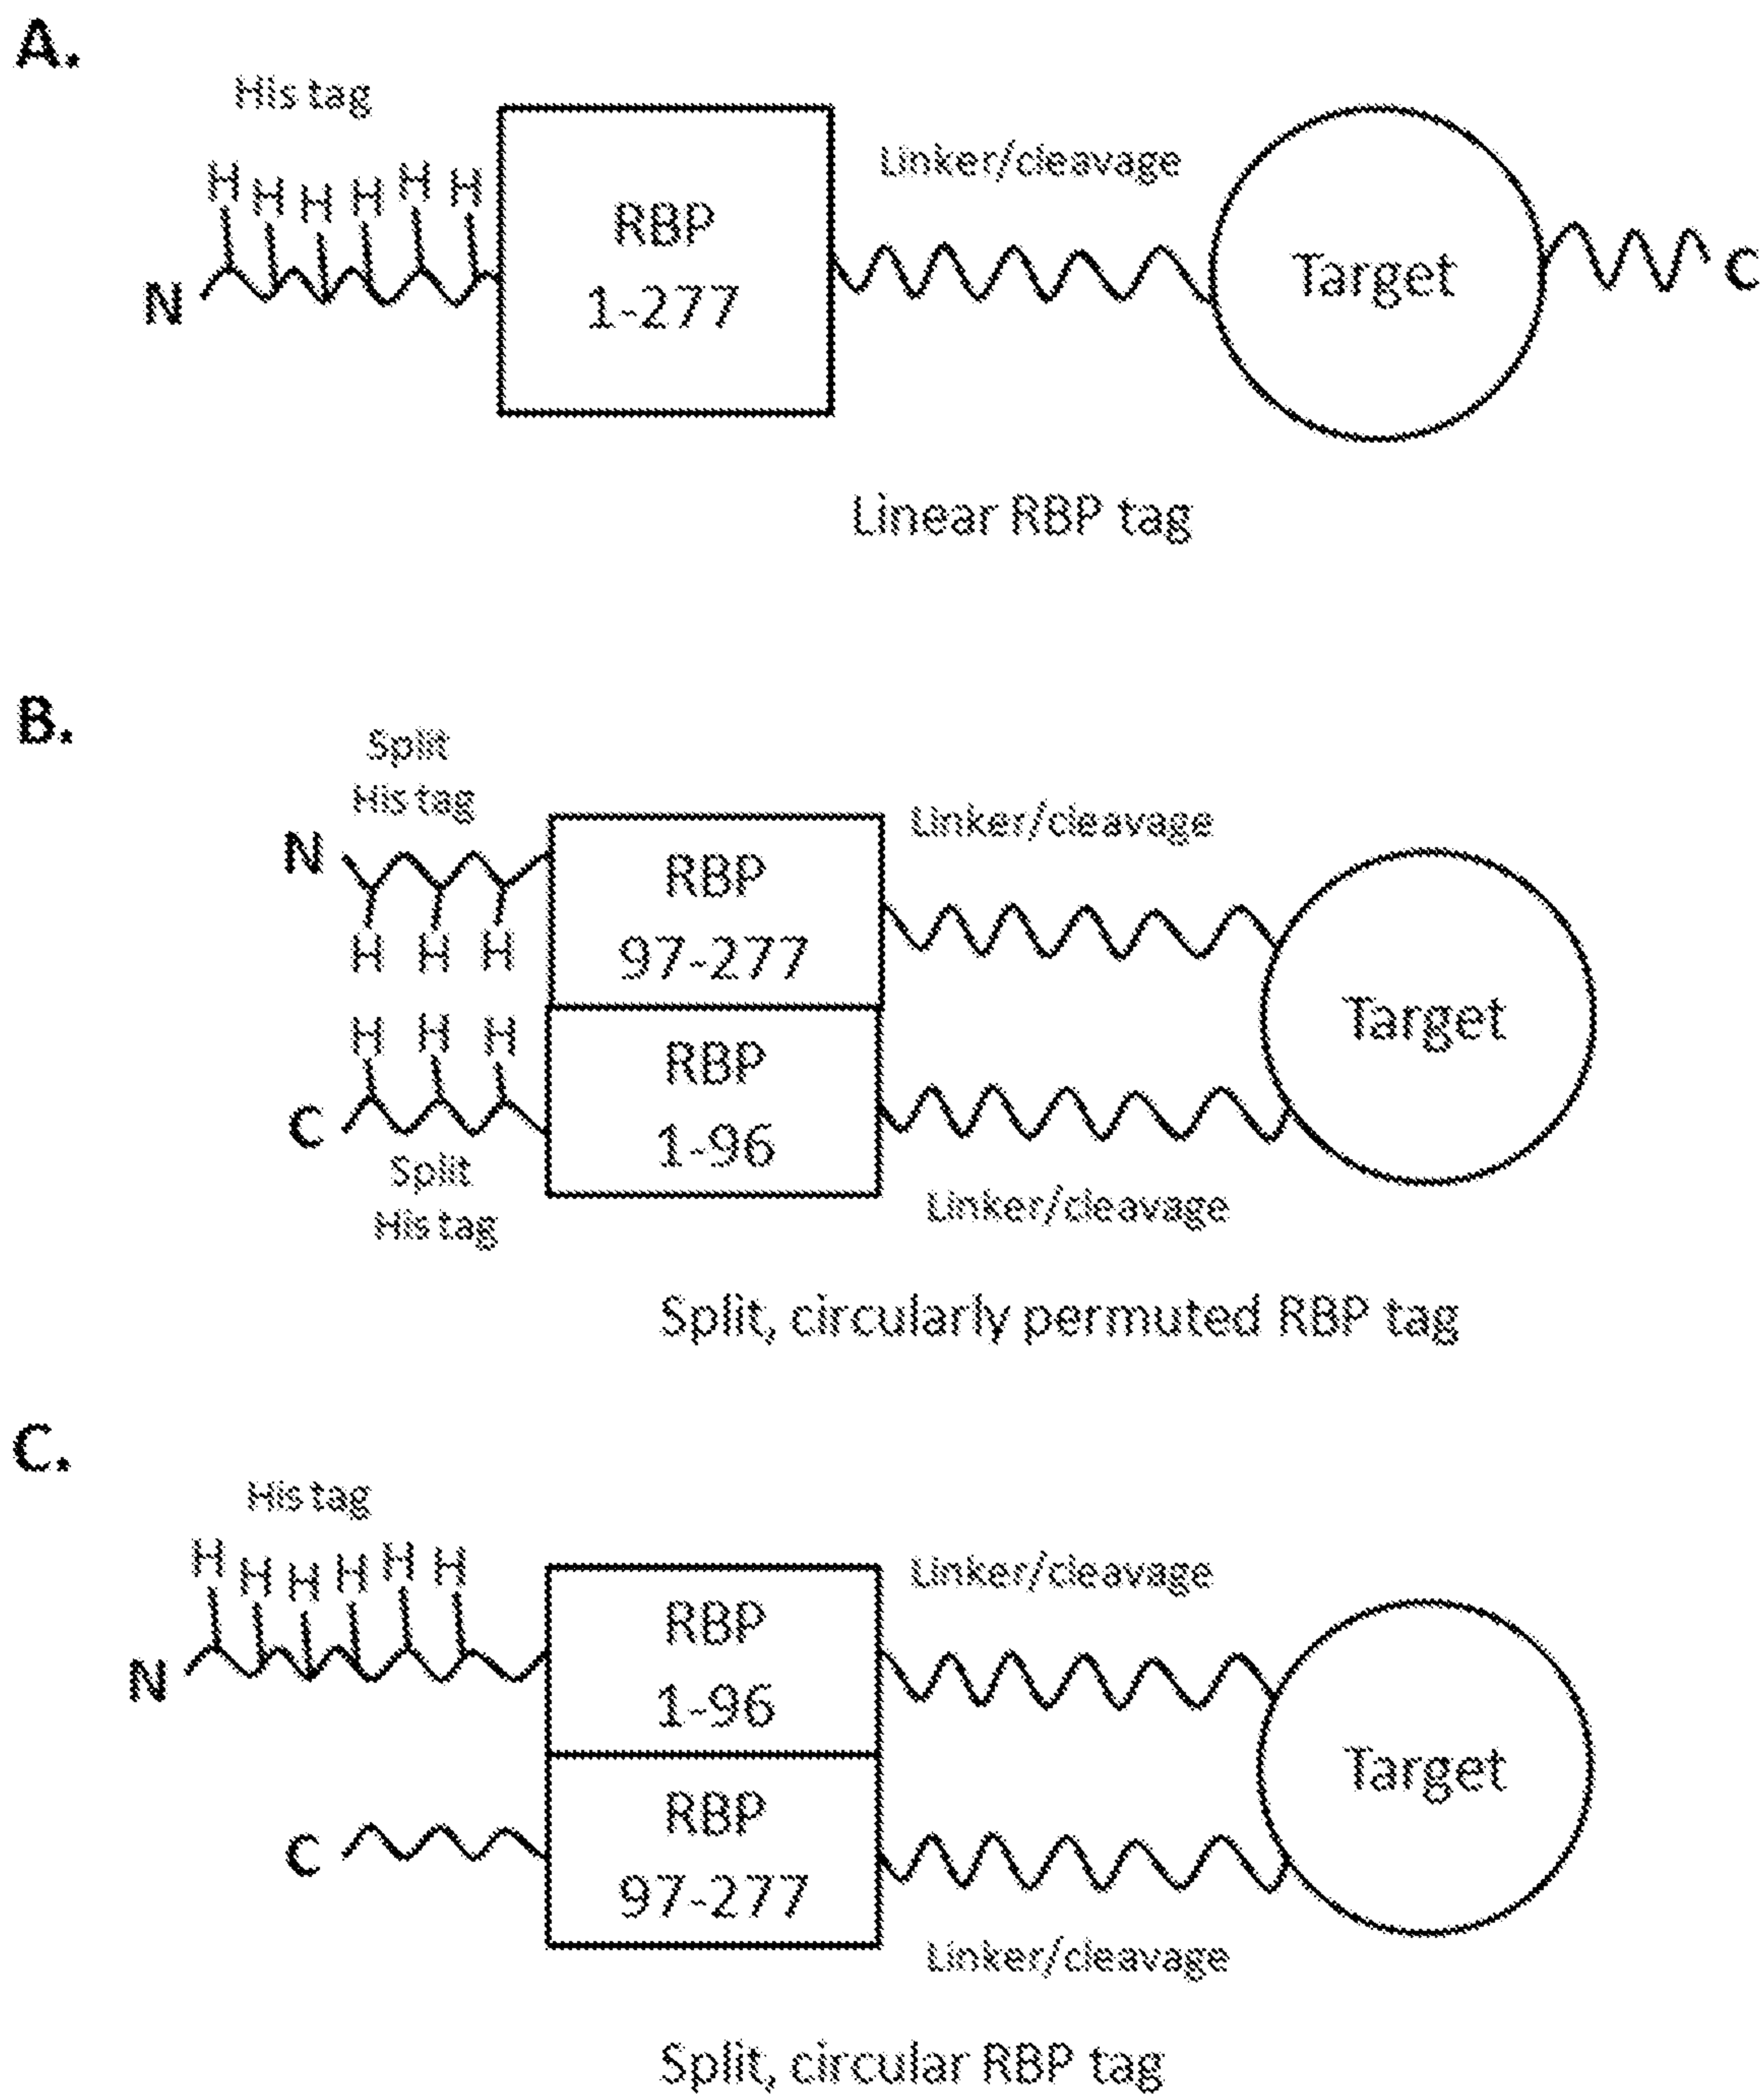 A.
His tag
H H H H H H
RBP
1-277
Linker/cleavage
Target
N
C
Linear RBP tag
B.
Split
His tag
N
H H H
RBP
97-277
Linker/cleavage
Target
H H H
C
RBP
1-96
Split
His tag
Linker/cleavage
Split, circularly permuted RBP tag
C.
His tag
H H H H H H
N
RBP
1-96
Linker/cleavage
Target
C
RBP
97-277
Linker/cleavage
Split, circular RBP tag